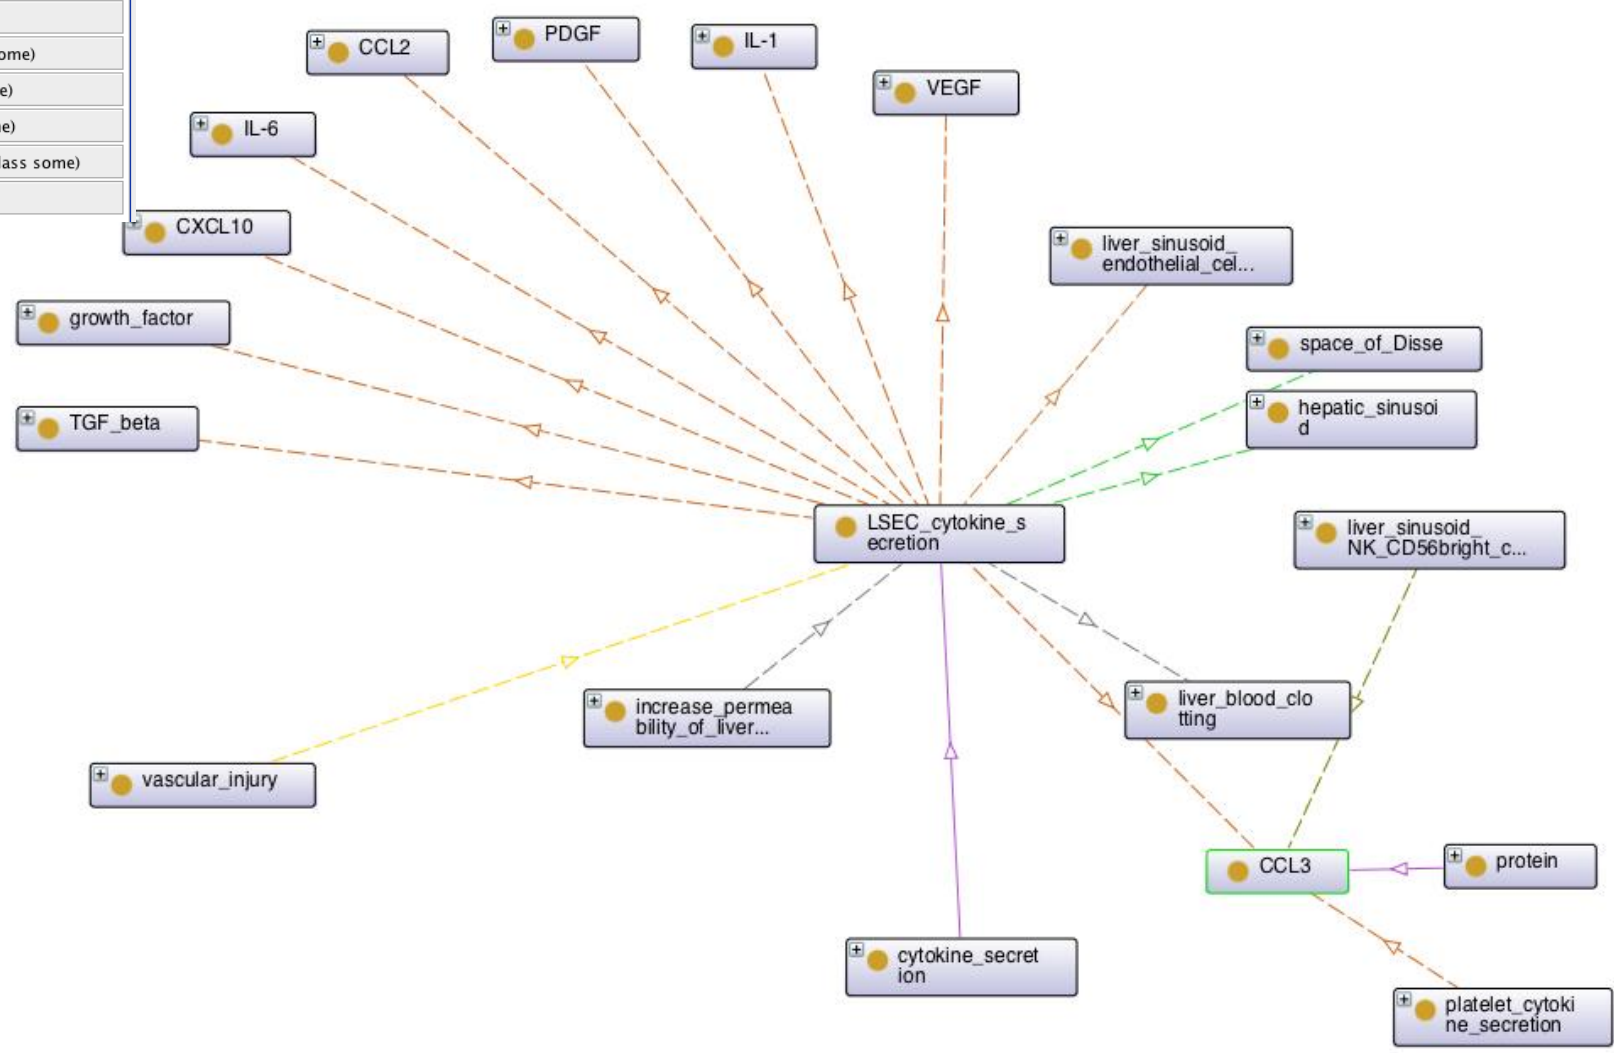 ome)
e)
ne)
lass some)
CCL2
PDGF
IL-1
VEGF
IL-6
CXCL10
growth_factor
TGF_beta
liver_sinusoid_
endothelial_cel...
space_of_Disse
hepatic_sinusoi
d
LSEC_cytokine_s
ecretion
liver_sinusoid_
NK_CD56bright_c...
increase_permea
bility_of_liver...
liver_blood_clo
tting
vascular_injury
CCL3
protein
cytokine_secret
ion
platelet_cytoki
ne_secretion